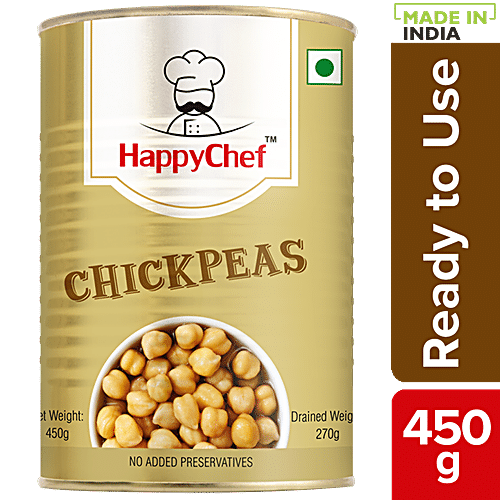 MADE IN
INDIA
HappyChef™
CHICKPEAS
et Weight:
450g
Drained Weig
270g
NO ADDED PRESERVATIVES
Ready to Use
450
g